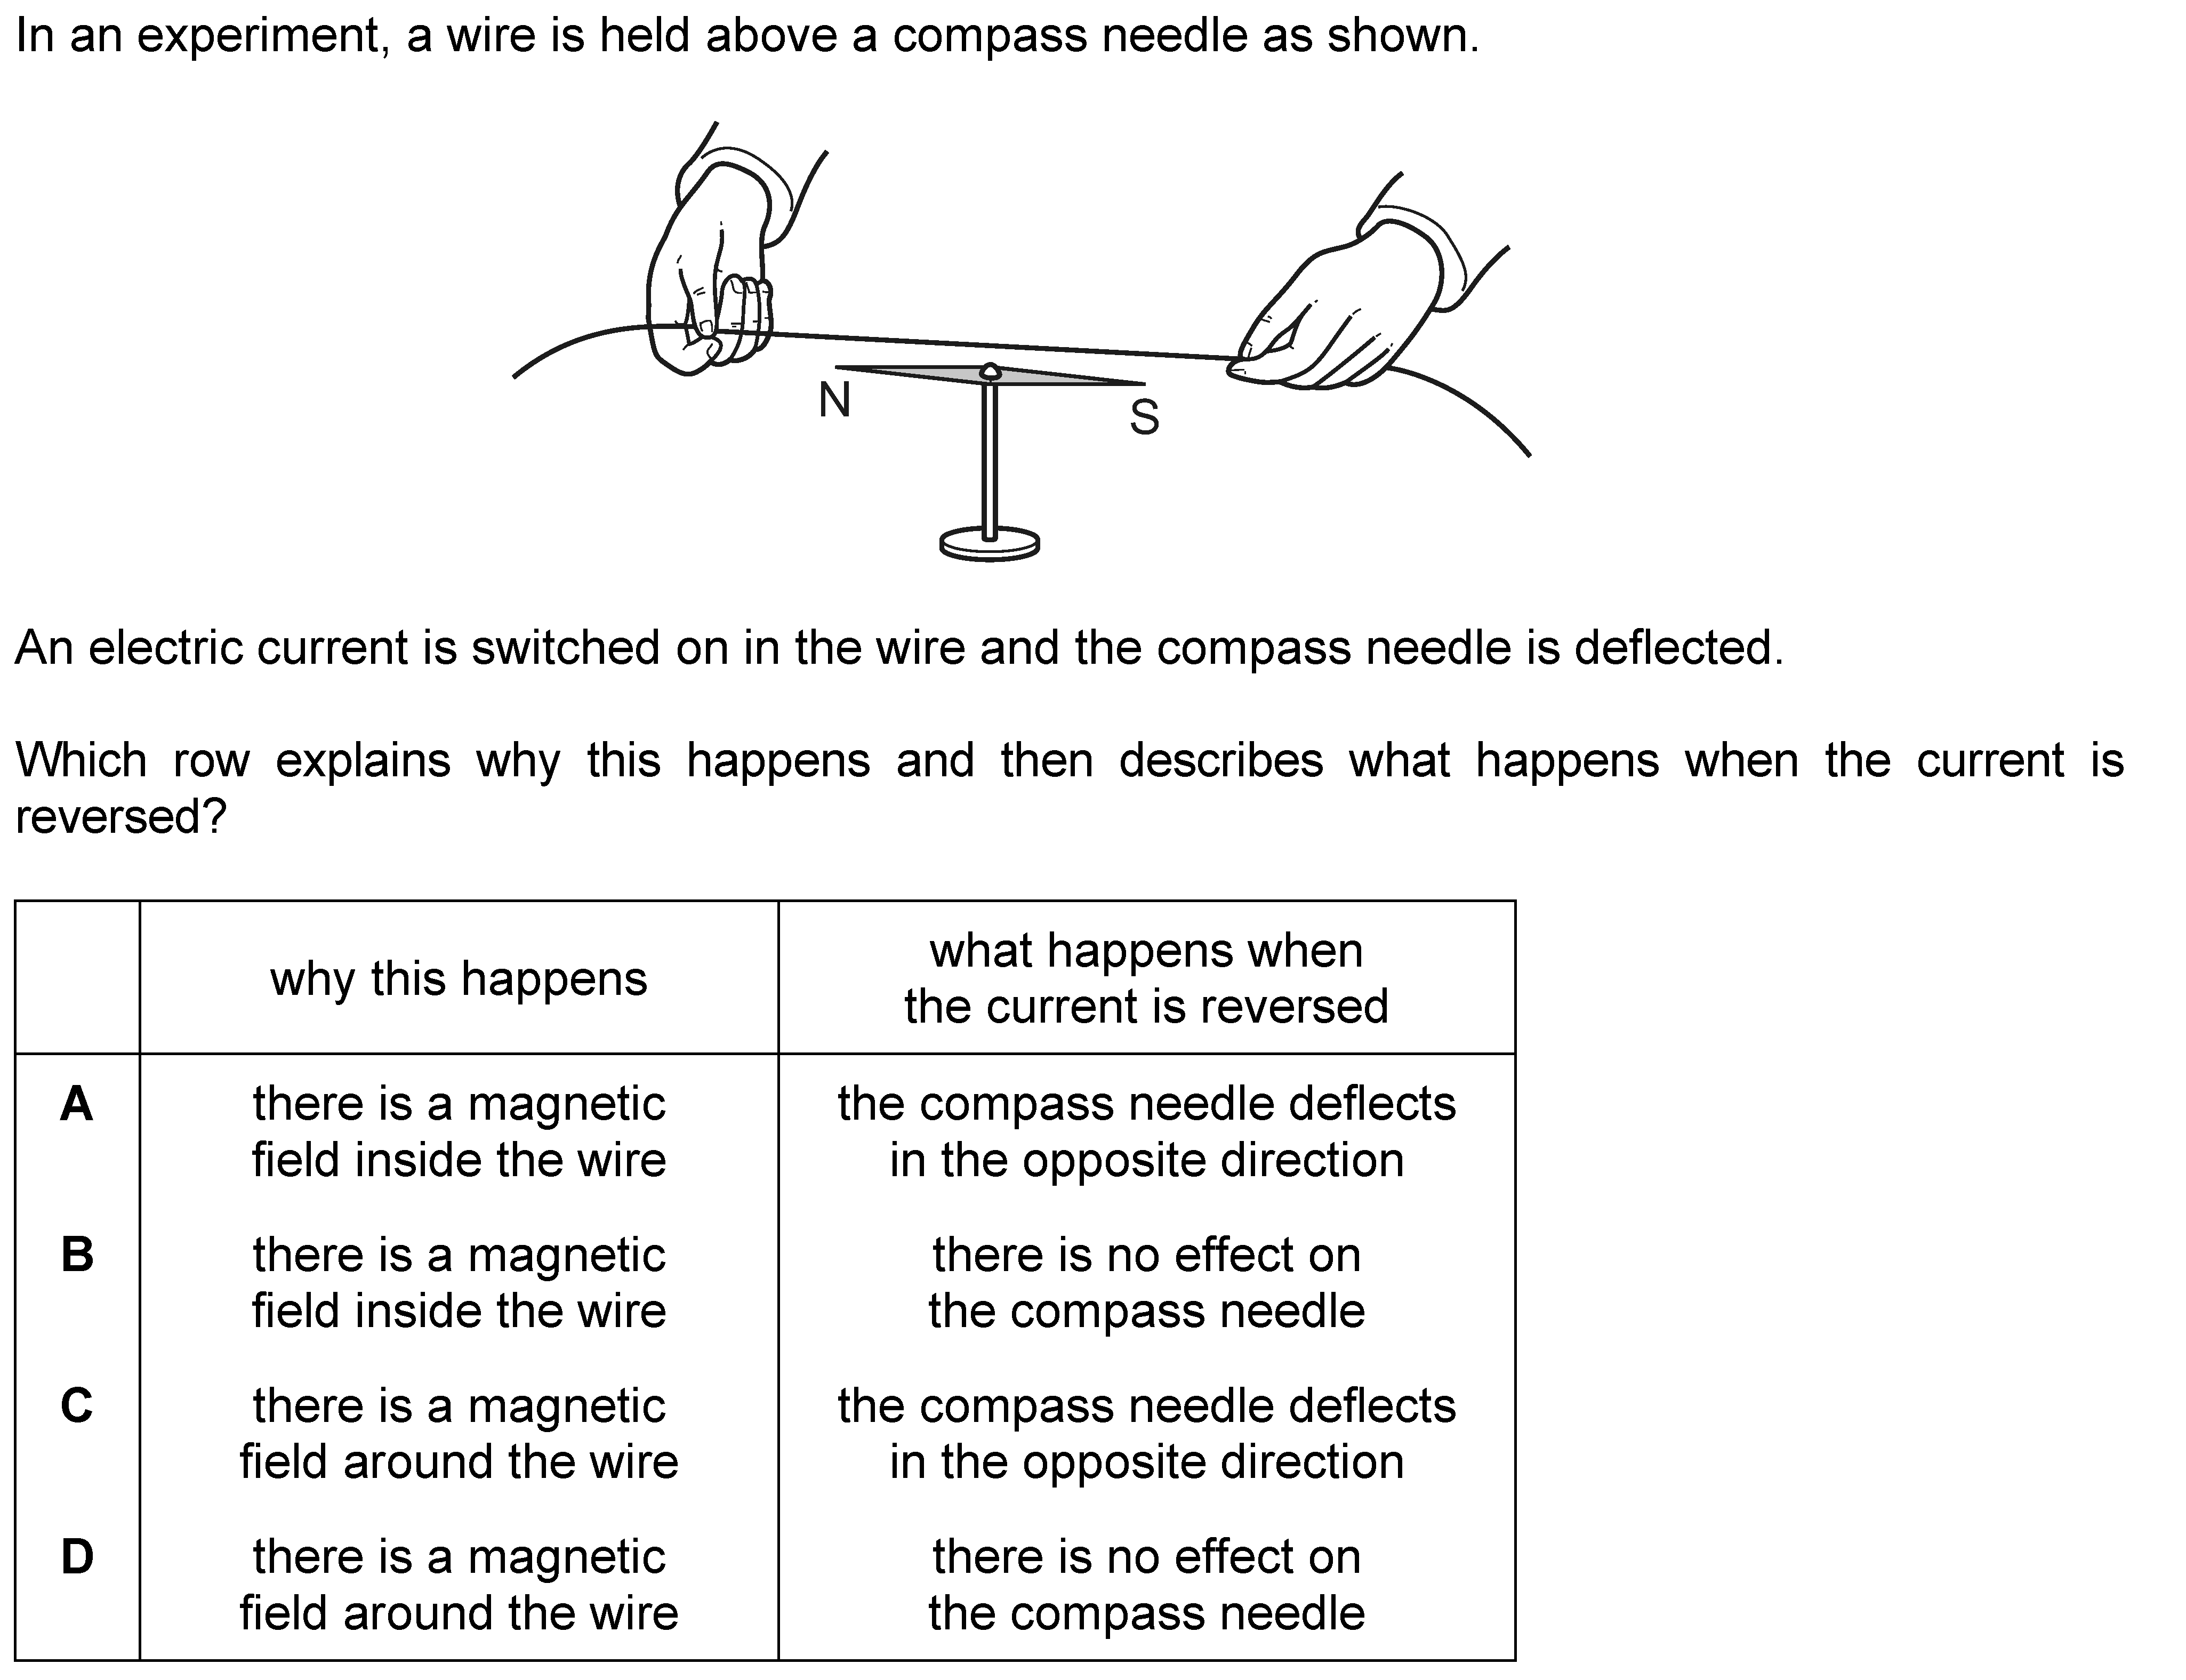 In an experiment, a wire is held above a compass needle as shown.
N
S
An electric current is switched on in the wire and the compass needle is deflected.
Which row explains why this happens and then describes what happens when the current is
reversed?
why this happens
what happens when
the current is reversed
A
there is a magnetic
field inside the wire
the compass needle deflects
in the opposite direction
B
there is a magnetic
field inside the wire
there is no effect on
the compass needle
C
there is a magnetic
field around the wire
the compass needle deflects
in the opposite direction
D
there is a magnetic
field around the wire
there is no effect on
the compass needle